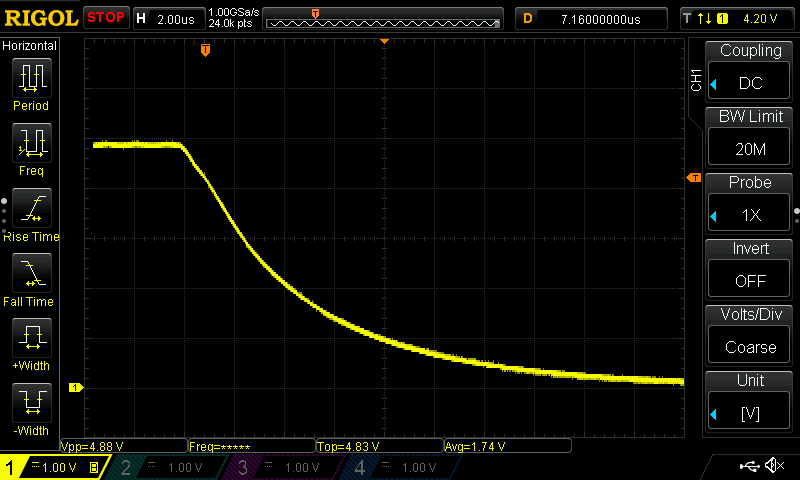 RIGOL STOP H 2.00us 1.00GSa/s 24.0k pts T D 7.16000000us T 1 4.20 V
Horizontal
Period
Freq
Rise Time
Fall Time
+Width
-Width
T
T
1
CH1
Coupling
DC
BW Limit
20M
Probe
1X
Invert
OFF
Volts/Div
Coarse
Unit
[V]
Vpp=4.88 V Freq=***** Top=4.83 V Avg=1.74 V
1 1.00 V B 2 1.00 V 3 1.00 V 4 1.00 V